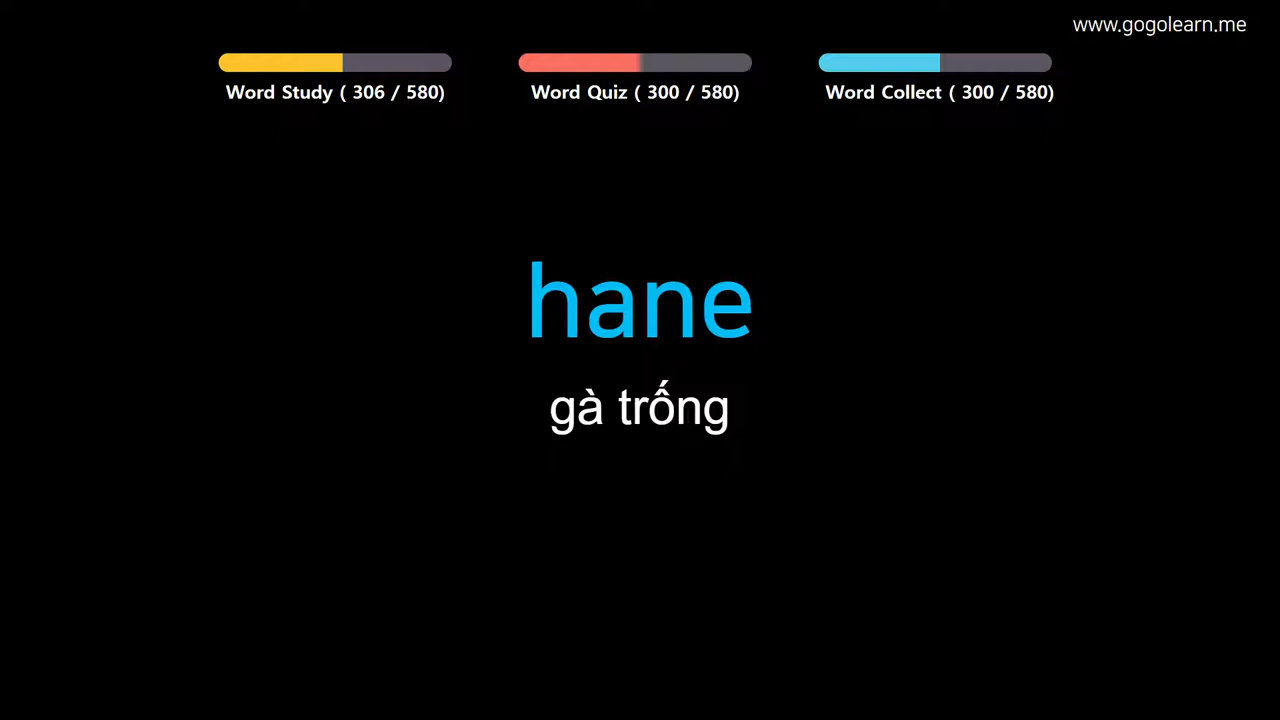 www.gogolearn.me
Word Study ( 306 / 580)
Word Quiz ( 300 / 580)
Word Collect ( 300 / 580)
hane
gà trống